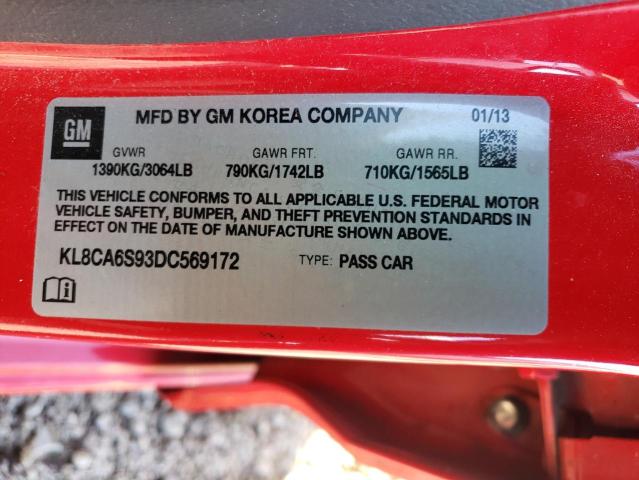 GM
MFD BY GM KOREA COMPANY 01/13
GVWR GAWR FRT. GAWR RR.
1390KG/3064LB 790KG/1742LB 710KG/1565LB
THIS VEHICLE CONFORMS TO ALL APPLICABLE U.S. FEDERAL MOTOR
VEHICLE SAFETY, BUMPER, AND THEFT PREVENTION STANDARDS IN
EFFECT ON THE DATE OF MANUFACTURE SHOWN ABOVE.
KL8CA6S93DC569172 TYPE: PASS CAR